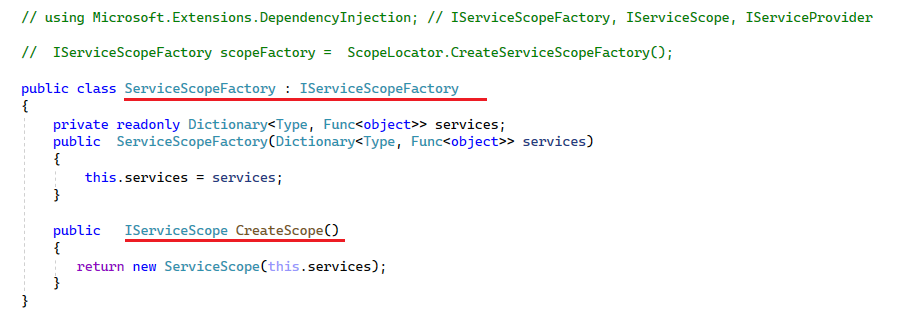 // using Microsoft.Extensions.DependencyInjection; // IServiceScopeFactory, IServiceScope, IServiceProvider
//  IServiceScopeFactory scopeFactory =  ScopeLocator.CreateServiceScopeFactory();
public class ServiceScopeFactory : IServiceScopeFactory
{
    private readonly Dictionary<Type, Func<object>> services;
    public  ServiceScopeFactory(Dictionary<Type, Func<object>> services)
    {
        this.services = services;
    }
    public   IServiceScope CreateScope()
    {
       return new ServiceScope(this.services);
    }
}